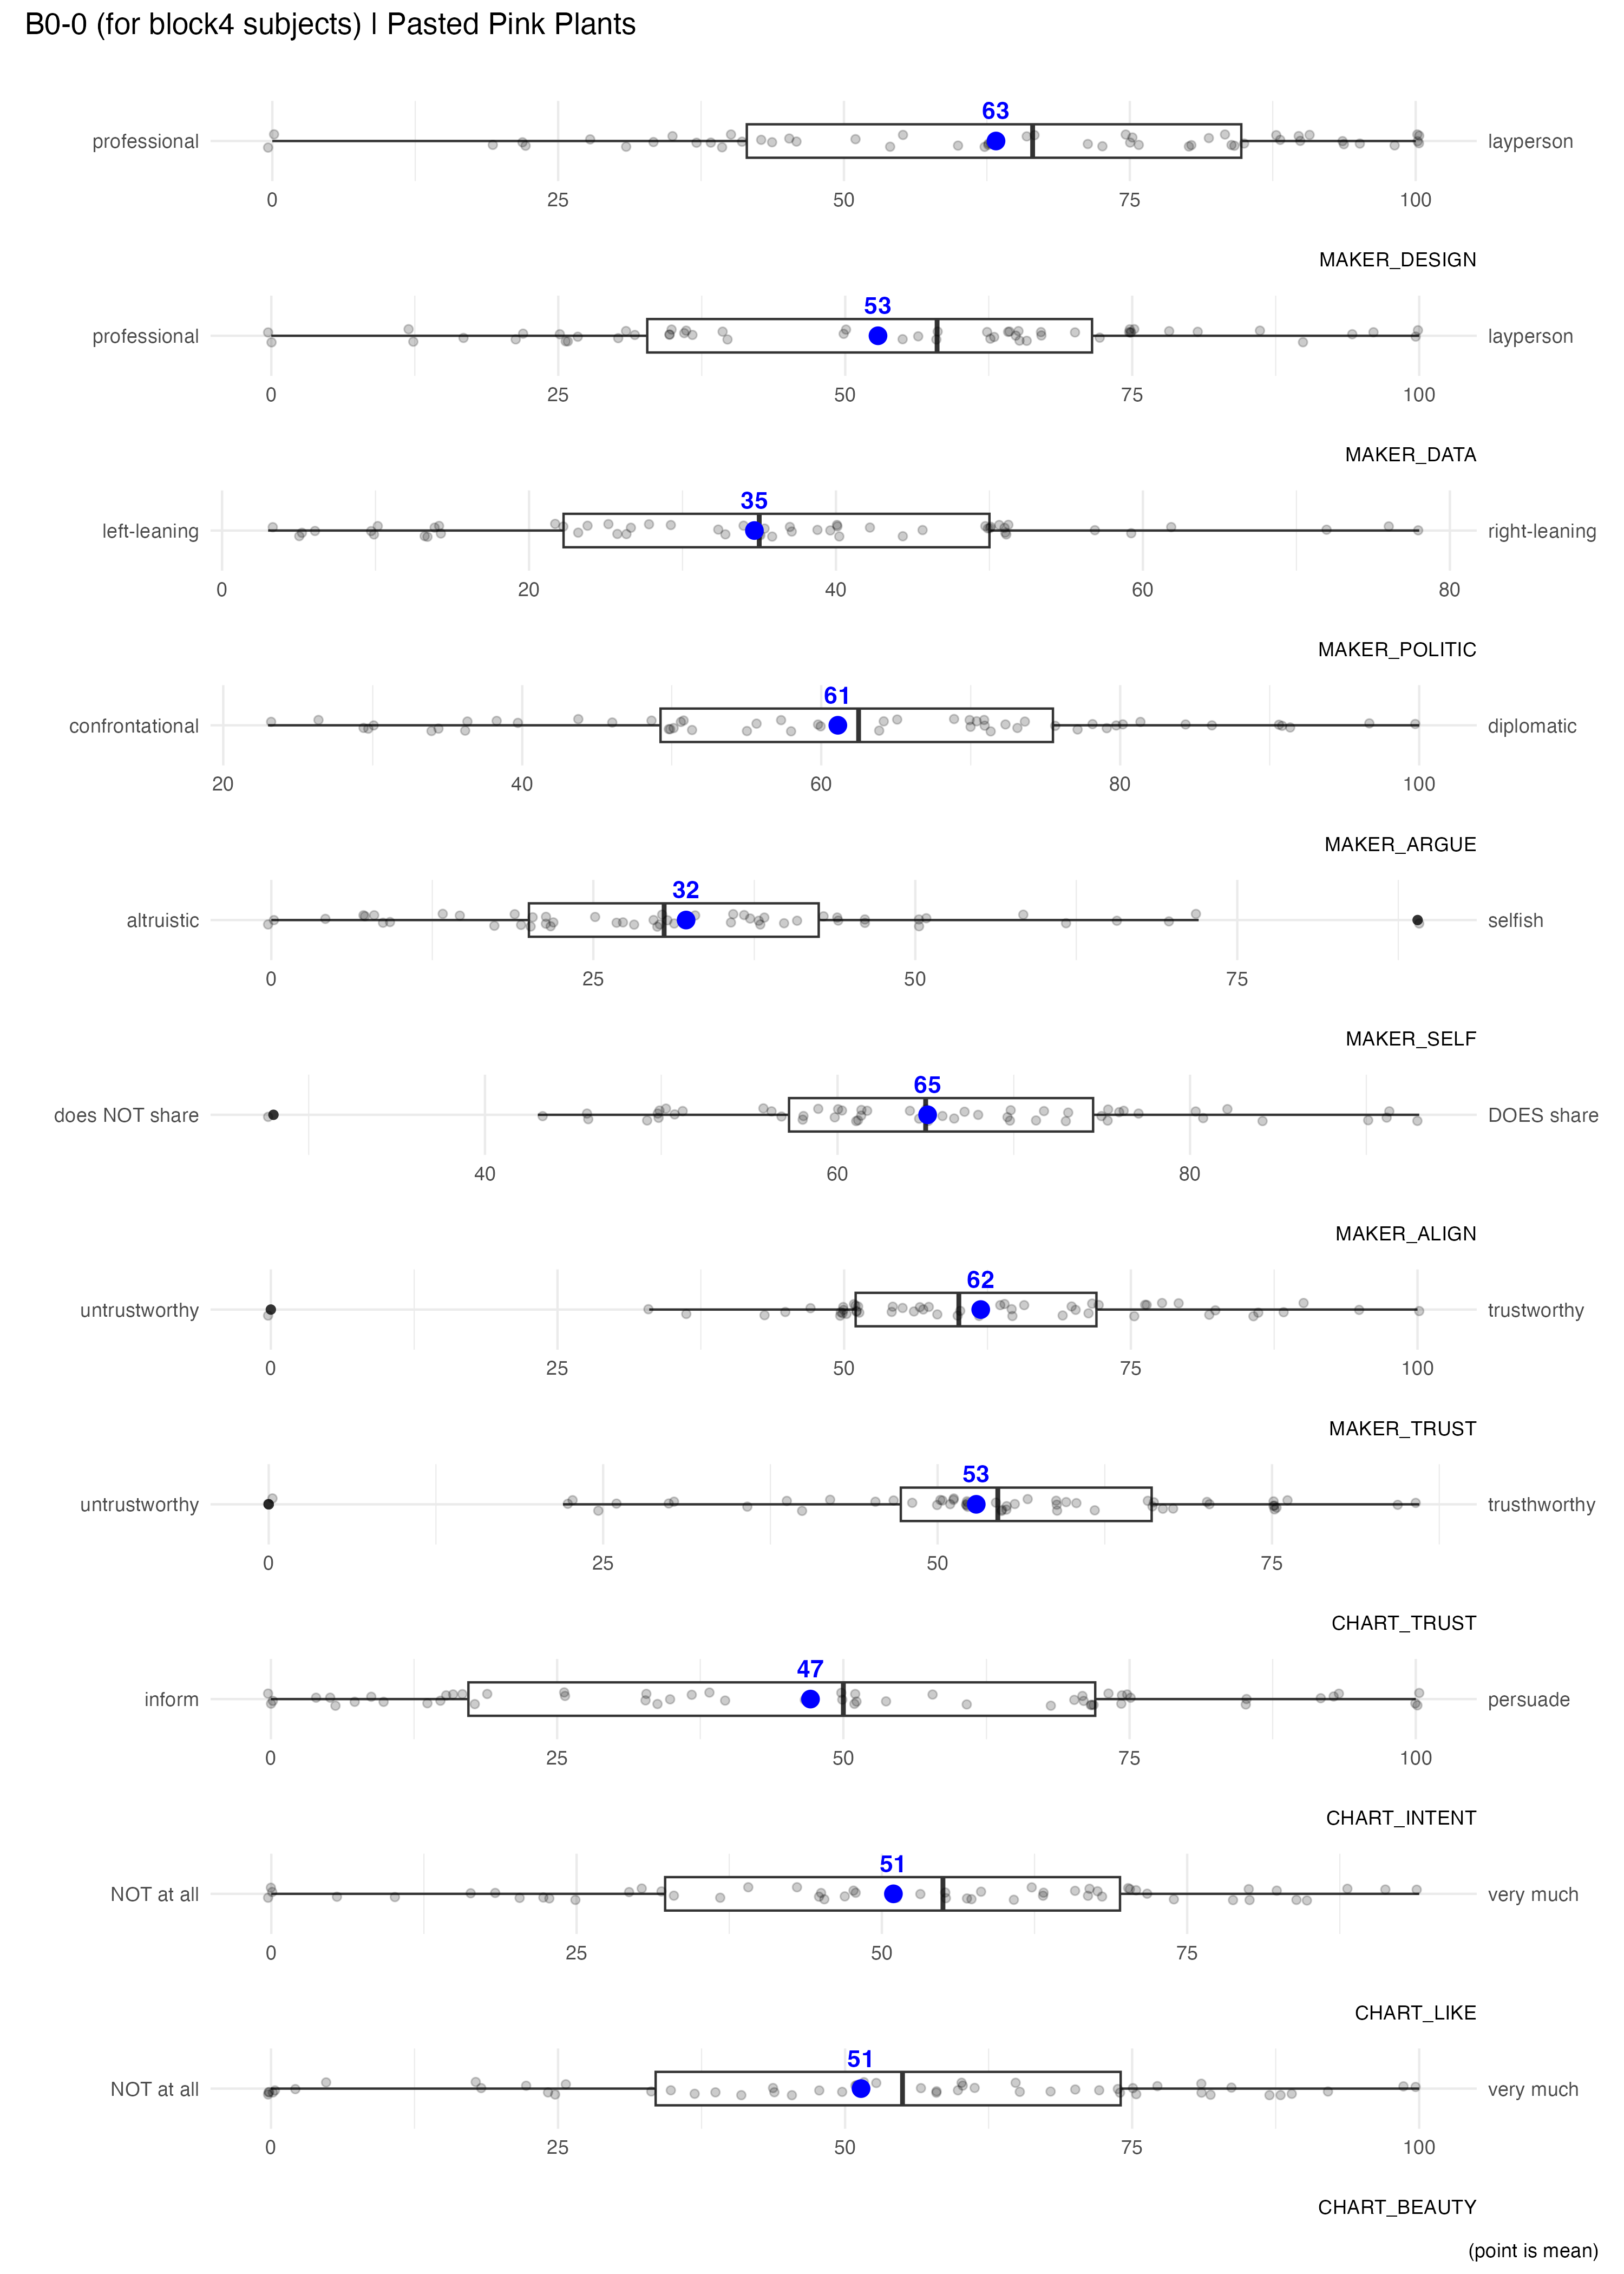 B0-0 (for block4 subjects) | Pasted Pink Plants
63
professional layperson
0 25 50 75 100
MAKER_DESIGN
53
professional layperson
0 25 50 75 100
MAKER_DATA
35
left-leaning right-leaning
0 20 40 60 80
MAKER_POLITIC
61
confrontational diplomatic
20 40 60 80 100
MAKER_ARGUE
32
altruistic selfish
0 25 50 75
MAKER_SELF
65
does NOT share DOES share
40 60 80
MAKER_ALIGN
62
untrustworthy trustworthy
0 25 50 75 100
MAKER_TRUST
53
untrustworthy trusthworthy
0 25 50 75
CHART_TRUST
47
inform persuade
0 25 50 75 100
CHART_INTENT
51
NOT at all very much
0 25 50 75
CHART_LIKE
51
NOT at all very much
0 25 50 75 100
CHART_BEAUTY
(point is mean)